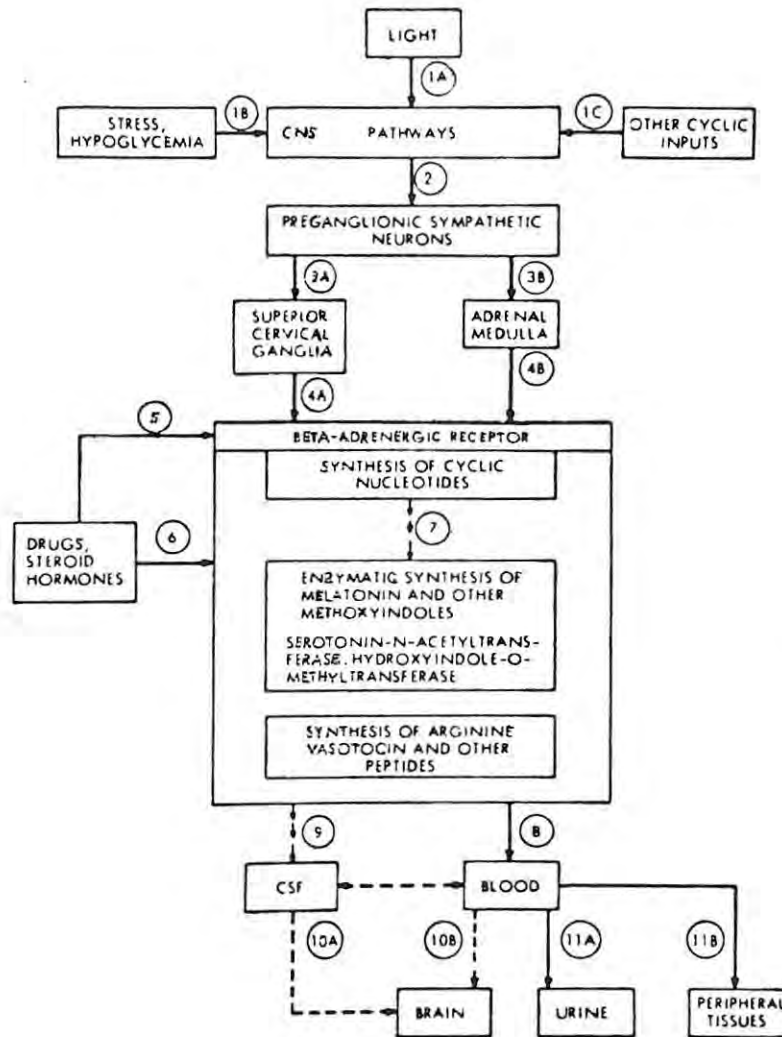 LIGHT
1A
STRESS,
HYPOGLYCEMIA
1B
CNS PATHWAYS
1C
OTHER CYCLIC
INPUTS
2
PREGANGLIONIC SYMPATHETIC
NEURONS
3A
3B
SUPERIOR
CERVICAL
GANGLIA
ADRENAL
MEDULLA
4A
4B
5
BETA-ADRENERGIC RECEPTOR
SYNTHESIS OF CYCLIC
NUCLEOTIDES
7
DRUGS,
STEROID
HORMONES
6
ENZYMATIC SYNTHESIS OF
MELATONIN AND OTHER
METHOXYINDOLES
SEROTONIN-N-ACETYLTRANS-
FERASE. HYDROXYINDOLE-O-
METHYLTRANSFERASE
SYNTHESIS OF ARGININE
VASOTOCIN AND OTHER
PEPTIDES
9
8
CSF
BLOOD
10A
10B
11A
11B
BRAIN
URINE
PERIPHERAL
TISSUES